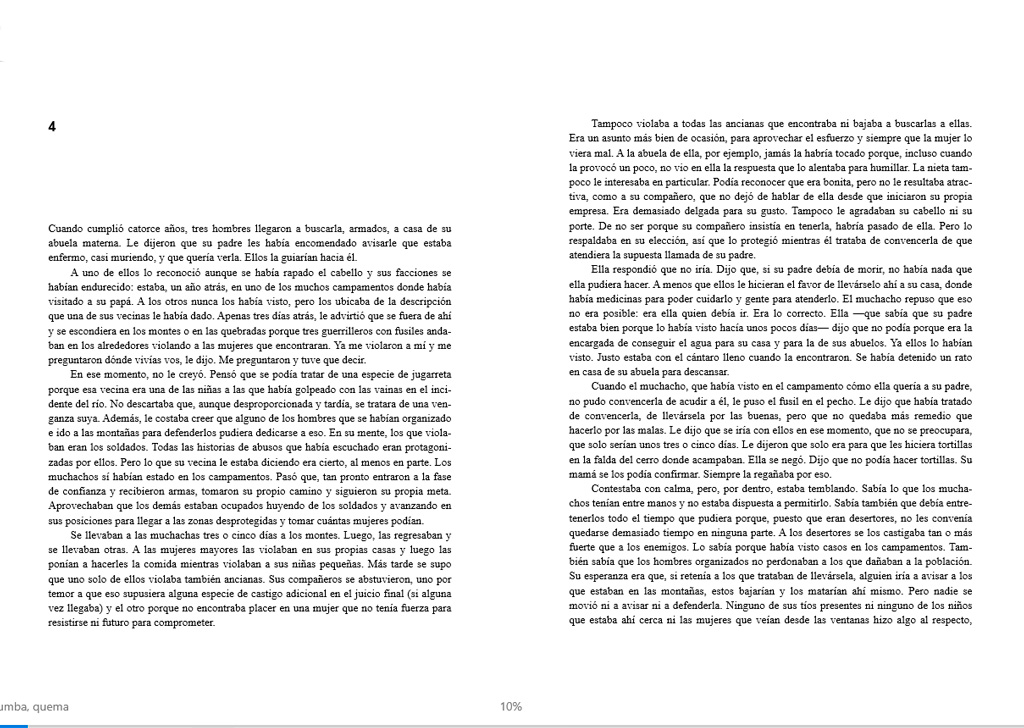 4
Cuando cumplió catorce años, tres hombres llegaron a buscarla, armados, a casa de su
abuela materna. Le dijeron que su padre les había encomendado avisarle que estaba
enfermo, casi muriendo, y que quería verla. Ellos la guiarían hacia él.
A uno de ellos lo reconoció aunque se había rapado el cabello y sus facciones se
habían endurecido: estaba, un año atrás, en uno de los muchos campamentos donde había
visitado a su papá. A los otros nunca los había visto, pero los ubicaba de la descripción
que una de sus vecinas le había dado. Apenas tres días atrás, le advirtió que se fuera de ahí
y se escondiera en los montes o en las quebradas porque tres guerrilleros con fusiles anda-
ban en los alrededores violando a las mujeres que encontraran. Ya me violaron a mí y me
preguntaron dónde vivías vos, le dijo. Me preguntaron y tuve que decir.
En ese momento, no le creyó. Pensó que se podía tratar de una especie de jugarreta
porque esa vecina era una de las niñas a las que había golpeado con las vainas en el inci-
dente del río. No descartaba que, aunque desproporcionada y tardía, se tratara de una ven-
ganza suya. Además, le costaba creer que alguno de los hombres que se habían organizado
e ido a las montañas para defenderlos pudiera dedicarse a eso. En su mente, los que viola-
ban eran los soldados. Todas las historias de abusos que había escuchado eran protagoni-
zadas por ellos. Pero lo que su vecina le estaba diciendo era cierto, al menos en parte. Los
muchachos sí habían estado en los campamentos. Pasó que, tan pronto entraron a la fase
de confianza y recibieron armas, tomaron su propio camino y siguieron su propia meta.
Aprovechaban que los demás estaban ocupados huyendo de los soldados y avanzando en
sus posiciones para llegar a las zonas desprotegidas y tomar cuántas mujeres podían.
Se llevaban a las muchachas tres o cinco días a los montes. Luego, las regresaban y
se llevaban otras. A las mujeres mayores las violaban en sus propias casas y luego las
ponían a hacerles la comida mientras violaban a sus niñas pequeñas. Más tarde se supo
que uno solo de ellos violaba también ancianas. Sus compañeros se abstuvieron, uno por
temor a que eso supusiera alguna especie de castigo adicional en el juicio final (si alguna
vez llegaba) y el otro porque no encontraba placer en una mujer que no tenía fuerza para
resistirse ni futuro para comprometer.
Tampoco violaba a todas las ancianas que encontraba ni bajaba a buscarlas a ellas.
Era un asunto más bien de ocasión, para aprovechar el esfuerzo y siempre que la mujer lo
viera mal. A la abuela de ella, por ejemplo, jamás la habría tocado porque, incluso cuando
la provocó un poco, no vio en ella la respuesta que lo alentaba para humillar. La nieta tam-
poco le interesaba en particular. Podía reconocer que era bonita, pero no le resultaba atrac-
tiva, como a su compañero, que no dejó de hablar de ella desde que iniciaron su propia
empresa. Era demasiado delgada para su gusto. Tampoco le agradaban su cabello ni su
porte. De no ser porque su compañero insistía en tenerla, habría pasado de ella. Pero lo
respaldaba en su elección, así que lo protegió mientras él trataba de convencerla de que
atendiera la supuesta llamada de su padre.
Ella respondió que no iría. Dijo que, si su padre debía de morir, no había nada que
ella pudiera hacer. A menos que ellos le hicieran el favor de llevárselo ahí a su casa, donde
había medicinas para poder cuidarlo y gente para atenderlo. El muchacho repuso que eso
no era posible: era ella quien debía ir. Era lo correcto. Ella —que sabía que su padre
estaba bien porque lo había visto hacía unos pocos días— dijo que no podía porque era la
encargada de conseguir el agua para su casa y para la de sus abuelos. Ya ellos lo habían
visto. Justo estaba con el cántaro lleno cuando la encontraron. Se había detenido un rato
en casa de su abuela para descansar.
Cuando el muchacho, que había visto en el campamento cómo ella quería a su padre,
no pudo convencerla de acudir a él, le puso el fusil en el pecho. Le dijo que había tratado
de convencerla, de llevársela por las buenas, pero que no quedaba más remedio que
hacerlo por las malas. Le dijo que se iría con ellos en ese momento, que no se preocupara,
que solo serían unos tres o cinco días. Le dijeron que solo era para que les hiciera tortillas
en la falda del cerro donde acampaban. Ella se negó. Dijo que no podía hacer tortillas. Su
mamá se los podía confirmar. Siempre la regañaba por eso.
Contestaba con calma, pero, por dentro, estaba temblando. Sabía lo que los mucha-
chos tenían entre manos y no estaba dispuesta a permitirlo. Sabía también que debía entre-
tenerlos todo el tiempo que pudiera porque, puesto que eran desertores, no les convenía
quedarse demasiado tiempo en ninguna parte. A los desertores se los castigaba tan o más
fuerte que a los enemigos. Lo sabía porque había visto casos en los campamentos. Tam-
bién sabía que los hombres organizados no perdonaban a los que dañaban a la población.
Su esperanza era que, si retenía a los que trataban de llevársela, alguien iría a avisar a los
que estaban en las montañas, estos bajarían y los matarían ahí mismo. Pero nadie se
movió ni a avisar ni a defenderla. Ninguno de sus tíos presentes ni ninguno de los niños
que estaba ahí cerca ni las mujeres que veían desde las ventanas hizo algo al respecto,
umba, quema
10%